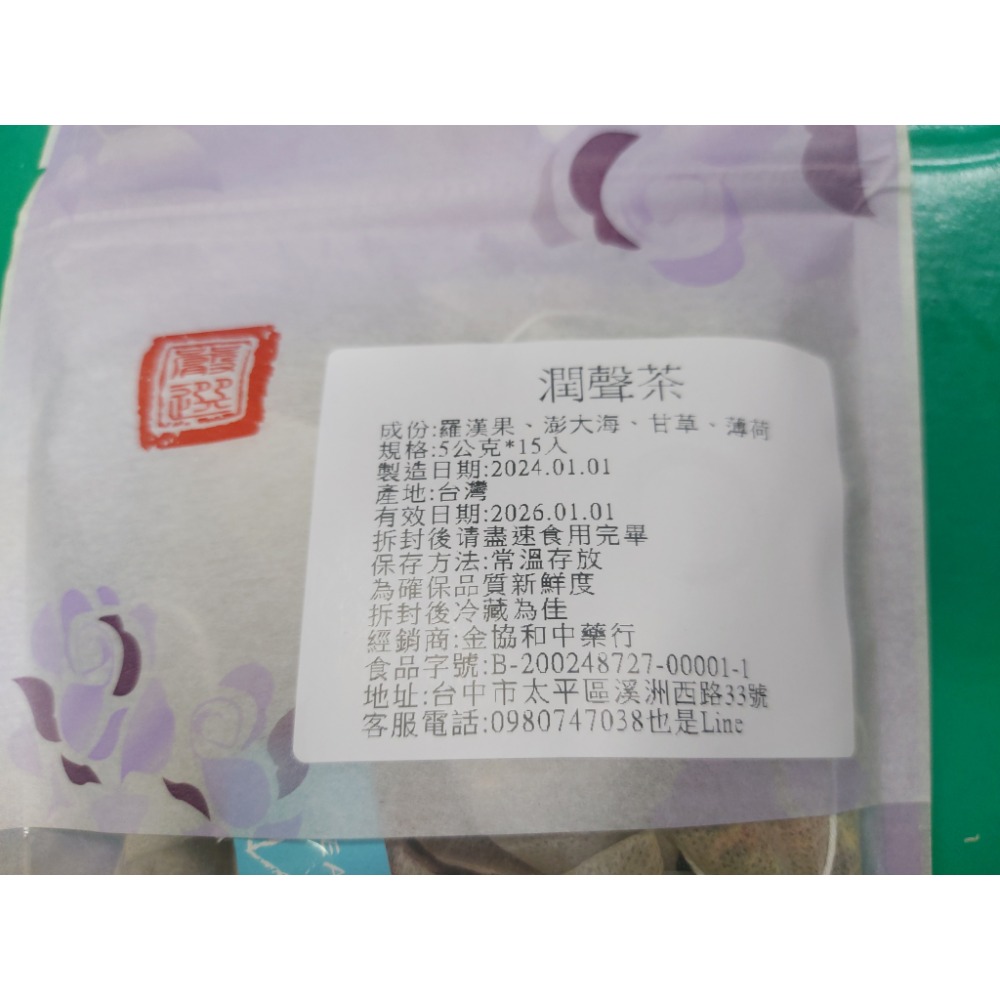 潤聲茶
成份:羅漢果、澎大海、甘草、薄荷
規格:5公克*15入
製造日期:2024.01.01
產地:台灣
有效日期:2026.01.01
拆封後请盡速食用完畢
保存方法:常溫存放
為確保品質新鮮度
拆封後冷藏為佳
經銷商:金協和中藥行
食品字號:B-200248727-00001-1
地址:台中市太平區溪洲西路33號
客服電話:0980747038也是Line